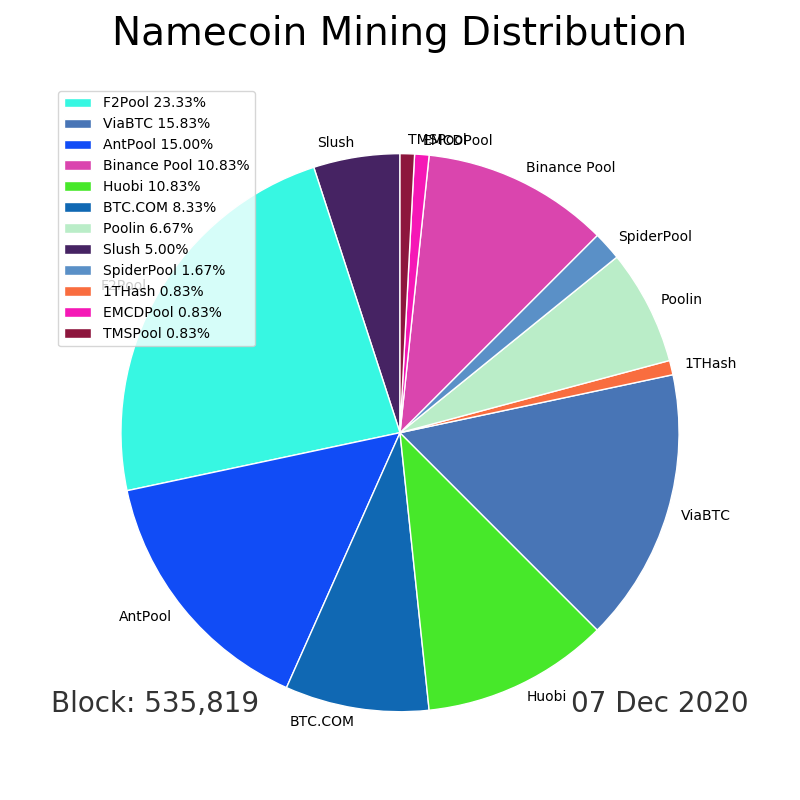 Namecoin Mining Distribution
F2Pool 23.33%
ViaBTC 15.83%
AntPool 15.00%
Binance Pool 10.83%
Huobi 10.83%
BTC.COM 8.33%
Poolin 6.67%
Slush 5.00%
SpiderPool 1.67%
1THash 0.83%
EMCDPool 0.83%
TMSPool 0.83%
Slush
TMSPool
EMCDPool
Binance Pool
SpiderPool
Poolin
1THash
ViaBTC
Huobi
BTC.COM
AntPool
F2Pool
Block: 535,819
07 Dec 2020